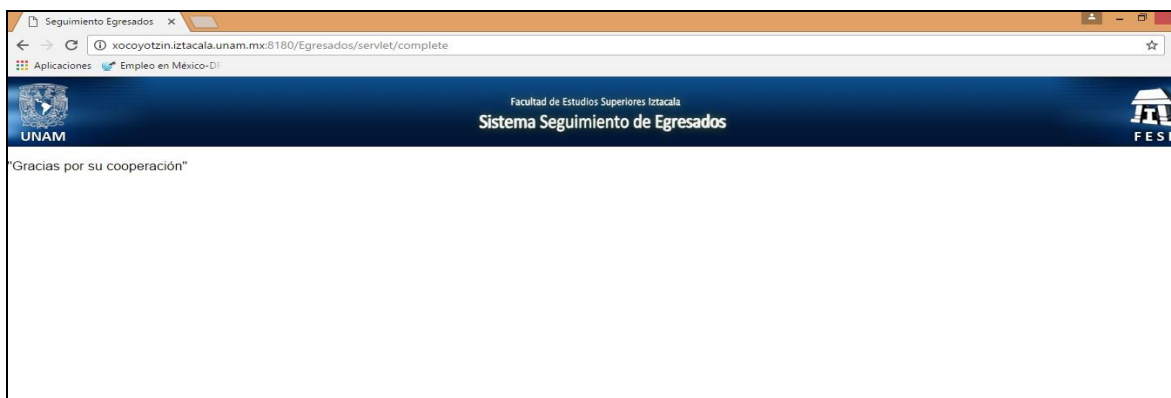 Seguimiento Egresados
xocoyotzin.iztacala.unam.mx:8180/Egresados/servlet/complete
Aplicaciones Empleo en México-DF
UNAM
Facultad de Estudios Superiores Iztacala
Sistema Seguimiento de Egresados
FESI
"Gracias por su cooperación"